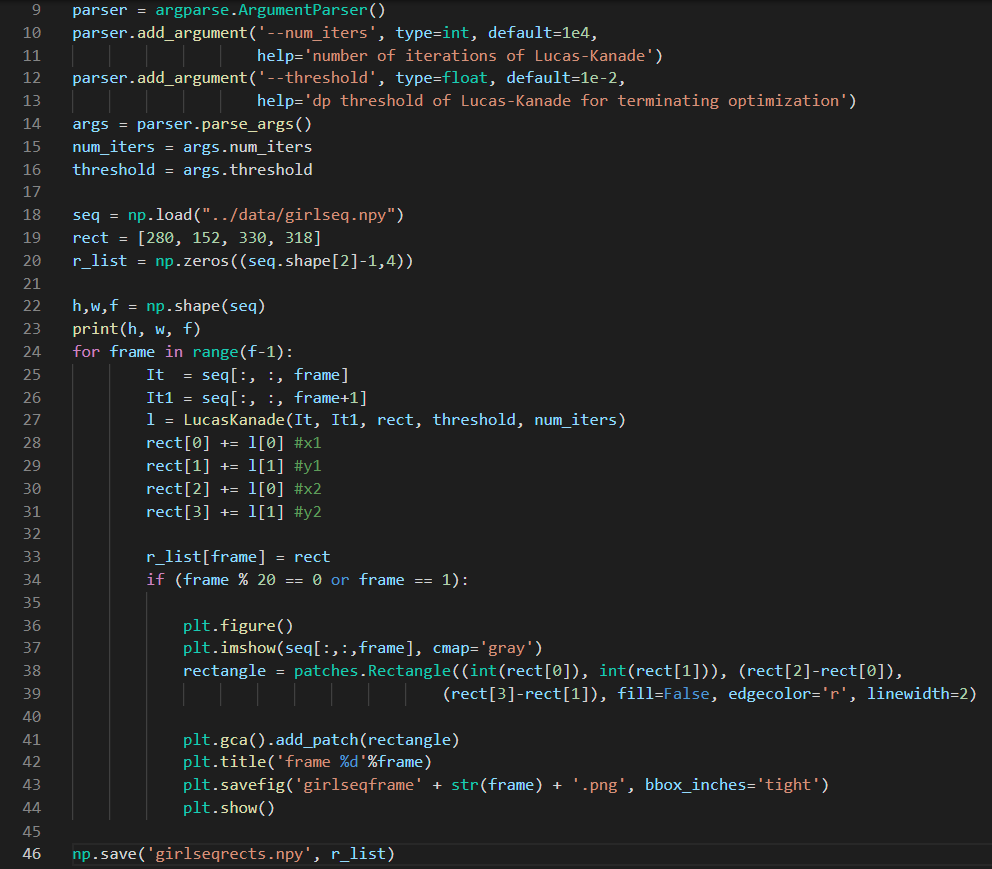 9 parser = argparse.ArgumentParser()
10 parser.add_argument('--num_iters', type=int, default=1e4,
11 help='number of iterations of Lucas-Kanade')
12 parser.add_argument('--threshold', type=float, default=1e-2,
13 help='dp threshold of Lucas-Kanade for terminating optimization')
14 args = parser.parse_args()
15 num_iters = args.num_iters
16 threshold = args.threshold
17
18 seq = np.load("../data/girlseq.npy")
19 rect = [280, 152, 330, 318]
20 r_list = np.zeros((seq.shape[2]-1,4))
21
22 h,w,f = np.shape(seq)
23 print(h, w, f)
24 for frame in range(f-1):
25 It  = seq[:, :, frame]
26 It1 = seq[:, :, frame+1]
27 l = LucasKanade(It, It1, rect, threshold, num_iters)
28 rect[0] += l[0] #x1
29 rect[1] += l[1] #y1
30 rect[2] += l[0] #x2
31 rect[3] += l[1] #y2
32
33 r_list[frame] = rect
34 if (frame % 20 == 0 or frame == 1):
35
36 plt.figure()
37 plt.imshow(seq[:,:,frame], cmap='gray')
38 rectangle = patches.Rectangle((int(rect[0]), int(rect[1])), (rect[2]-rect[0]),
39 (rect[3]-rect[1]), fill=False, edgecolor='r', linewidth=2)
40
41 plt.gca().add_patch(rectangle)
42 plt.title('frame %d'%frame)
43 plt.savefig('girlseqframe' + str(frame) + '.png', bbox_inches='tight')
44 plt.show()
45
46 np.save('girlseqrects.npy', r_list)